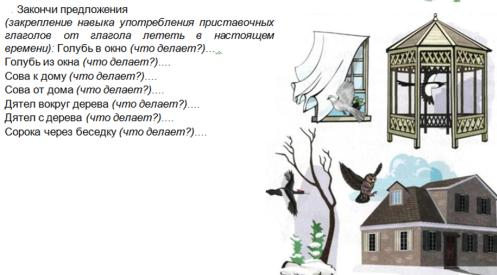 Закончи предложения
(закрепление навыка употребления приставочных
глаголов от глагола лететь в настоящем
времени): Голубь в окно (что делает?)....
Голубь из окна (что делает?)....
Сова к дому (что делает?)....
Сова от дома (что делает?)....
Дятел вокруг дерева (что делает?)....
Дятел с дерева (что делает?)....
Сорока через беседку (что делает?)....